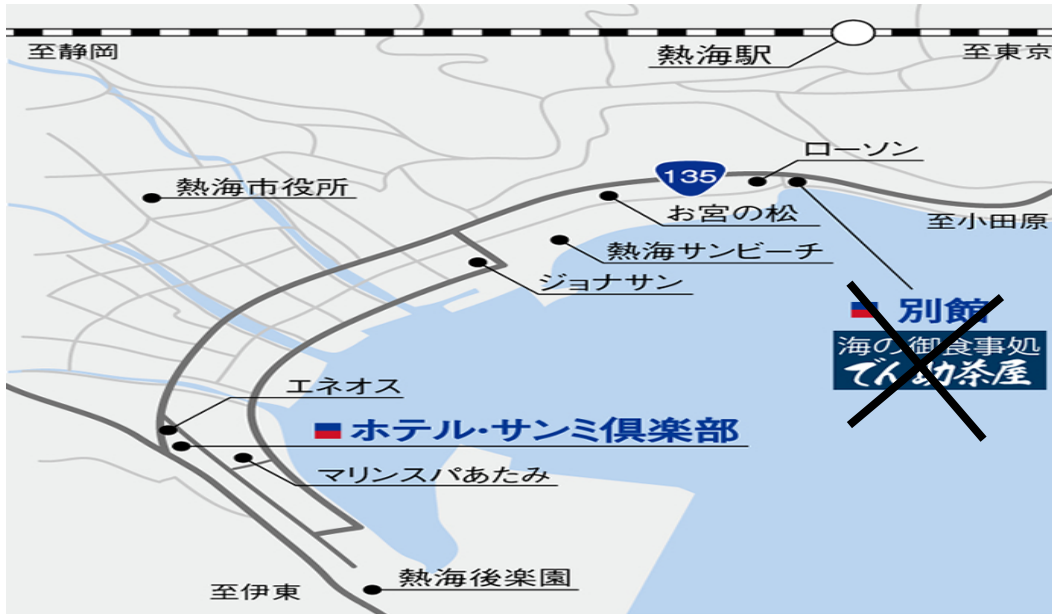 至静岡
熱海駅
至東京
ローソン
135
熱海市役所
お宮の松
至小田原
熱海サンビーチ
ジョナサン
別館
海の御食事処
でん助茶屋
エネオス
ホテル・サンミ倶楽部
マリンスパあたみ
熱海後楽園
至伊東